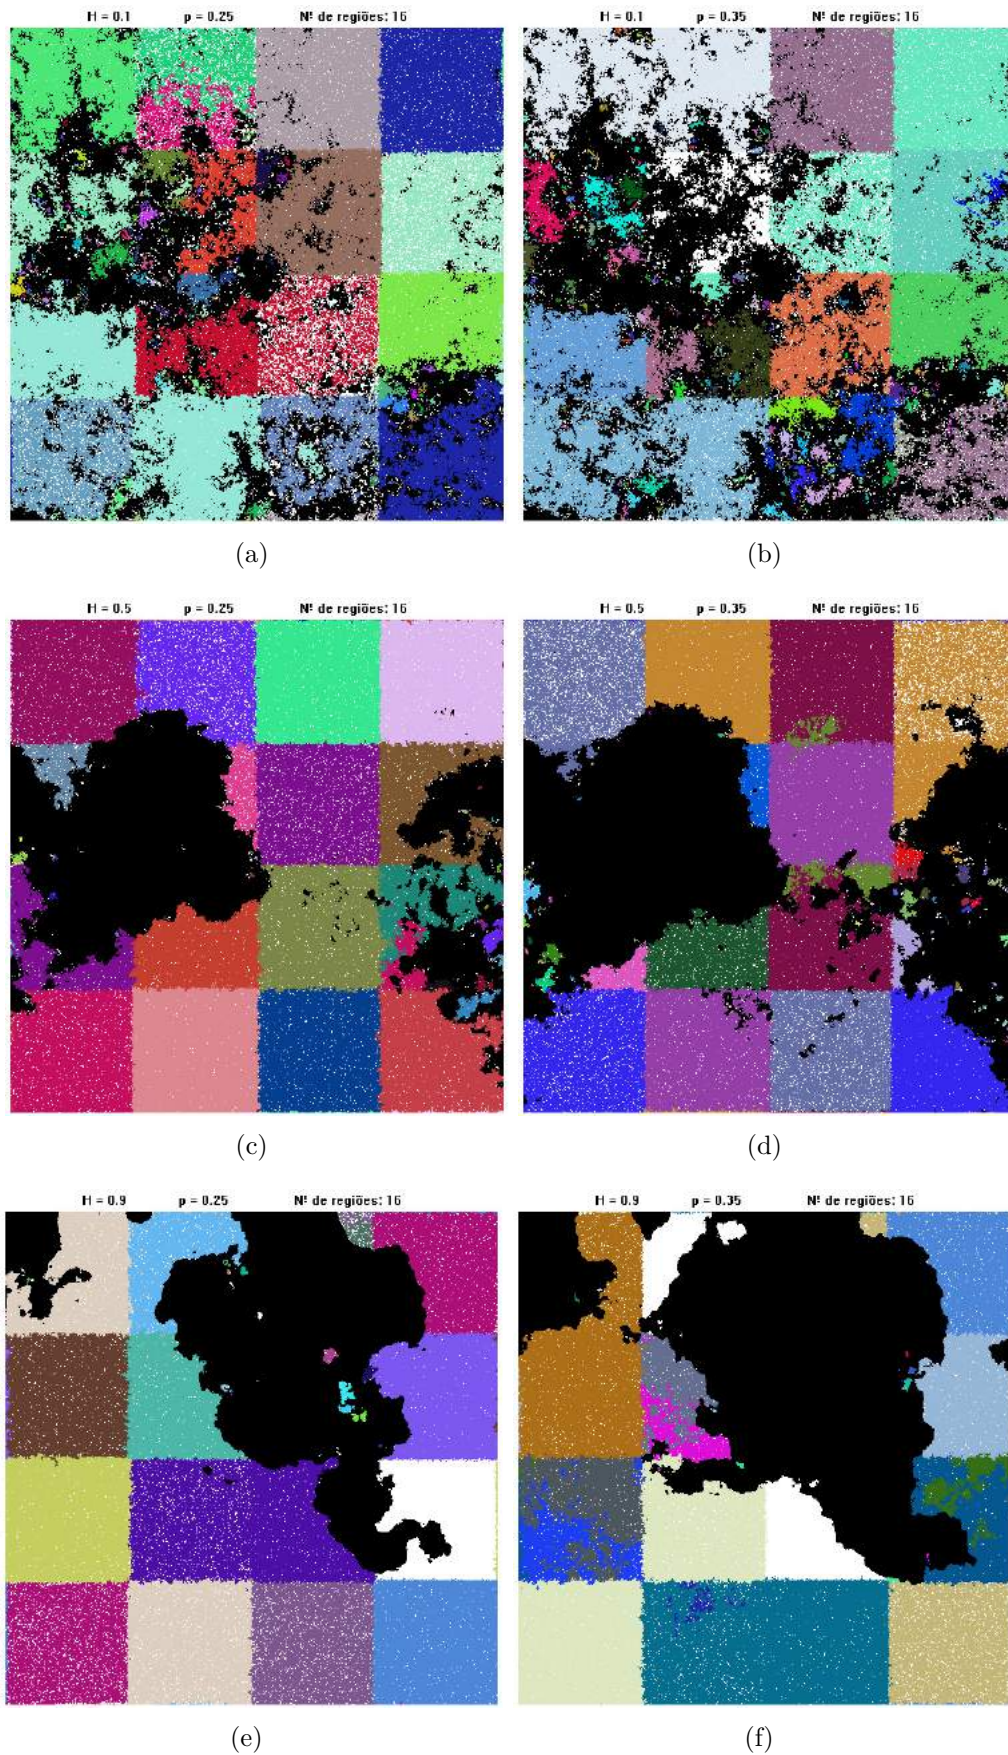 H = 0.1 p = 0.25 Nº de regiões: 16 H = 0.1 p = 0.35 Nº de regiões: 16
(a) (b)
H = 0.5 p = 0.25 Nº de regiões: 16 H = 0.5 p = 0.35 Nº de regiões: 16
(c) (d)
H = 0.9 p = 0.25 Nº de regiões: 16 H = 0.9 p = 0.35 Nº de regiões: 16
(e) (f)